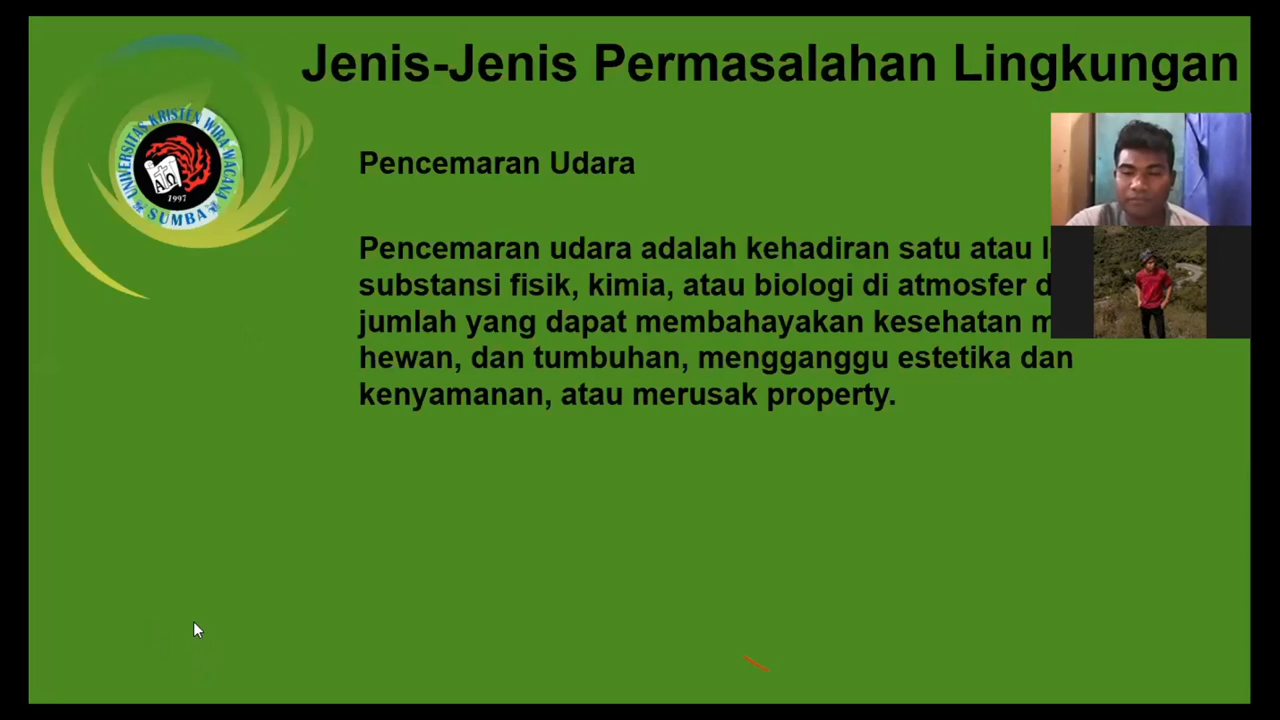 Jenis-Jenis Permasalahan Lingkungan
UNIVERSITAS KRISTEN WIRA WACANA
ΑΩ
1997
SUMBA
Pencemaran Udara
Pencemaran udara adalah kehadiran satu atau
substansi fisik, kimia, atau biologi di atmosfer
jumlah yang dapat membahayakan kesehatan
hewan, dan tumbuhan, mengganggu estetika dan
kenyamanan, atau merusak property.